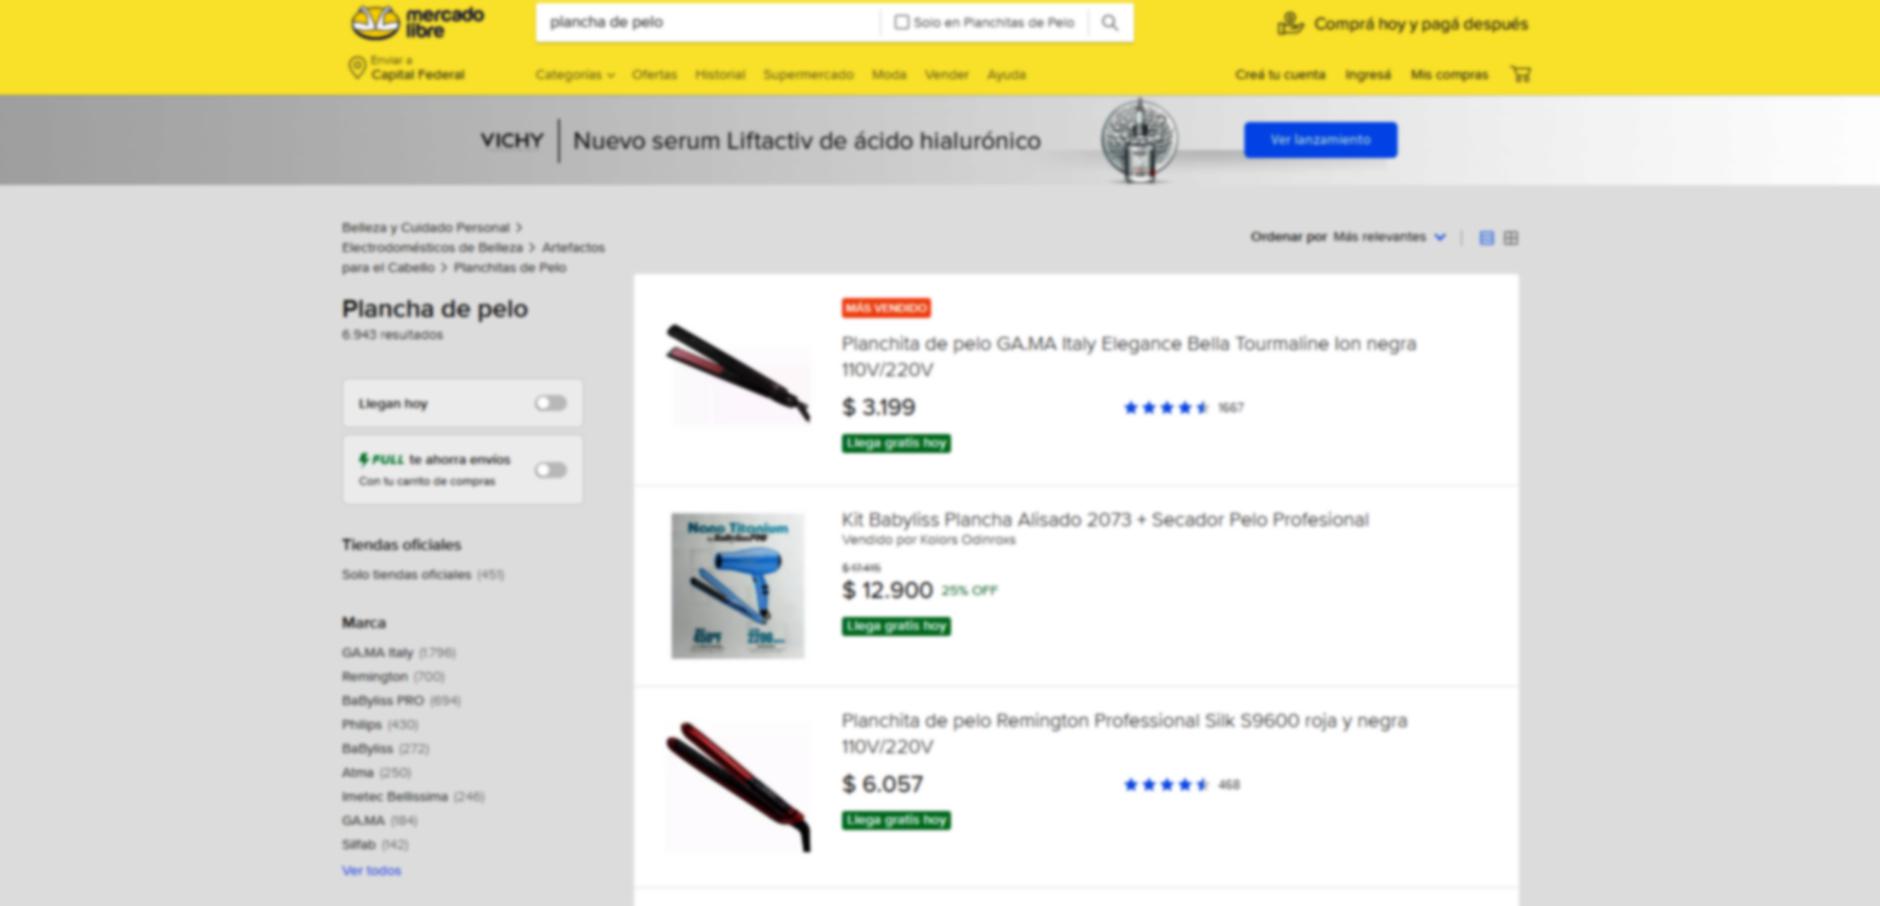 mercado
libre
plancha de pelo
Solo en Planchitas de Pelo
Comprá hoy y pagá después
Enviar a
Capital Federal
Categorías
Ofertas
Historial
Supermercado
Moda
Vender
Ayuda
Creá tu cuenta
Ingresá
Mis compras
VICHY
Nuevo serum Liftactiv de ácido hialurónico
Ver lanzamiento
Belleza y Cuidado Personal >
Electrodomésticos de Belleza > Artefactos
para el Cabello > Planchitas de Pelo
Ordenar por Más relevantes
Plancha de pelo
6.943 resultados
Llegan hoy
FULL te ahorra envíos
Con tu carrito de compras
Tiendas oficiales
Solo tiendas oficiales (451)
Marca
GA.MA Italy (1.796)
Remington (700)
BaByliss PRO (694)
Philips (430)
BaByliss (272)
Atma (250)
Imetec Bellissima (246)
GA.MA (184)
Silfab (142)
Ver todos
MÁS VENDIDO
Planchita de pelo GA.MA Italy Elegance Bella Tourmaline Ion negra
110V/220V
$ 3.199
1667
Llega gratis hoy
Nano Titanium
BaBylissPRO
Kit Babyliss Plancha Alisado 2073 + Secador Pelo Profesional
Vendido por Kolors Odinroxs
$ 17.415
$ 12.900 25% OFF
Llega gratis hoy
Planchita de pelo Remington Professional Silk S9600 roja y negra
110V/220V
$ 6.057
468
Llega gratis hoy